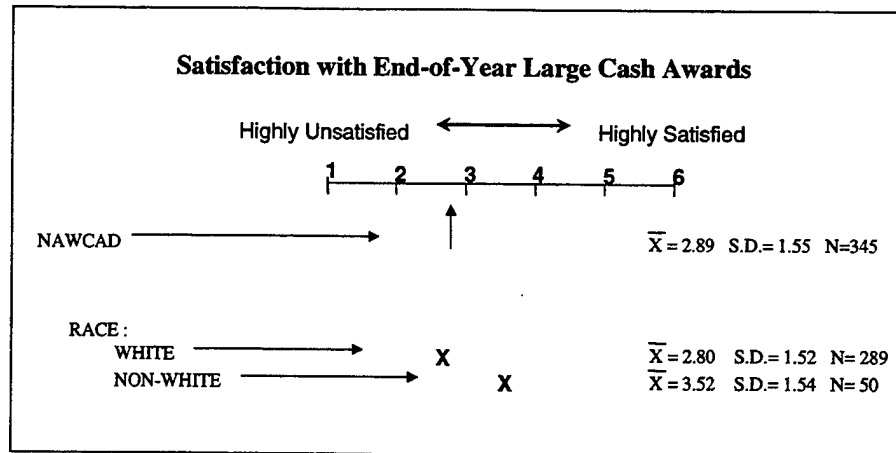 Satisfaction with End-of-Year Large Cash Awards
Highly Unsatisfied Highly Satisfied
1 2 3 4 5 6
NAWCAD X̄ = 2.89 S.D.= 1.55 N=345
RACE :
WHITE X X̄ = 2.80 S.D.= 1.52 N= 289
NON-WHITE X X̄ = 3.52 S.D.= 1.54 N= 50